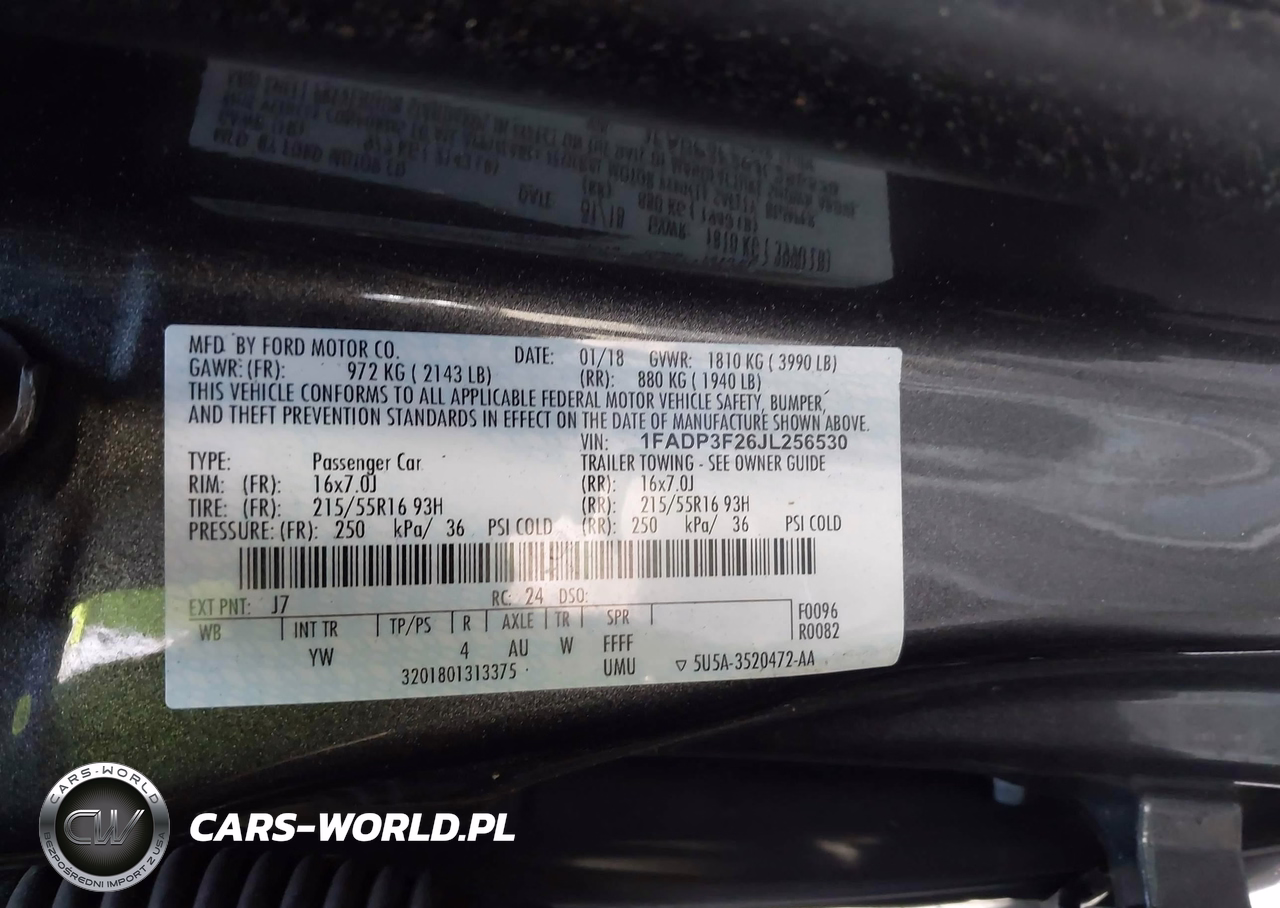 MFD. BY FORD MOTOR CO. DATE: 01/18 GVWR: 1810 KG ( 3990 LB)
GAWR: (FR): 972 KG ( 2143 LB) (RR): 880 KG ( 1940 LB)
THIS VEHICLE CONFORMS TO ALL APPLICABLE FEDERAL MOTOR VEHICLE SAFETY, BUMPER,
AND THEFT PREVENTION STANDARDS IN EFFECT ON THE DATE OF MANUFACTURE SHOWN ABOVE.
VIN: 1FADP3F26JL256530
TYPE: Passenger Car TRAILER TOWING - SEE OWNER GUIDE
RIM: (FR): 16x7.0J (RR): 16x7.0J
TIRE: (FR): 215/55R16 93H (RR): 215/55R16 93H
PRESSURE: (FR): 250 kPa/ 36 PSI COLD (RR): 250 kPa/ 36 PSI COLD
EXT PNT: J7 RC: 24 DSO: F0096
WB INT TR TP/PS R AXLE TR SPR R0082
YW 4 AU W FFFF
3201801313375 UMU ▽ 5U5A-3520472-AA
CARS-WORLD
CW
BEZPOŚREDNI IMPORT Z USA
CARS-WORLD.PL